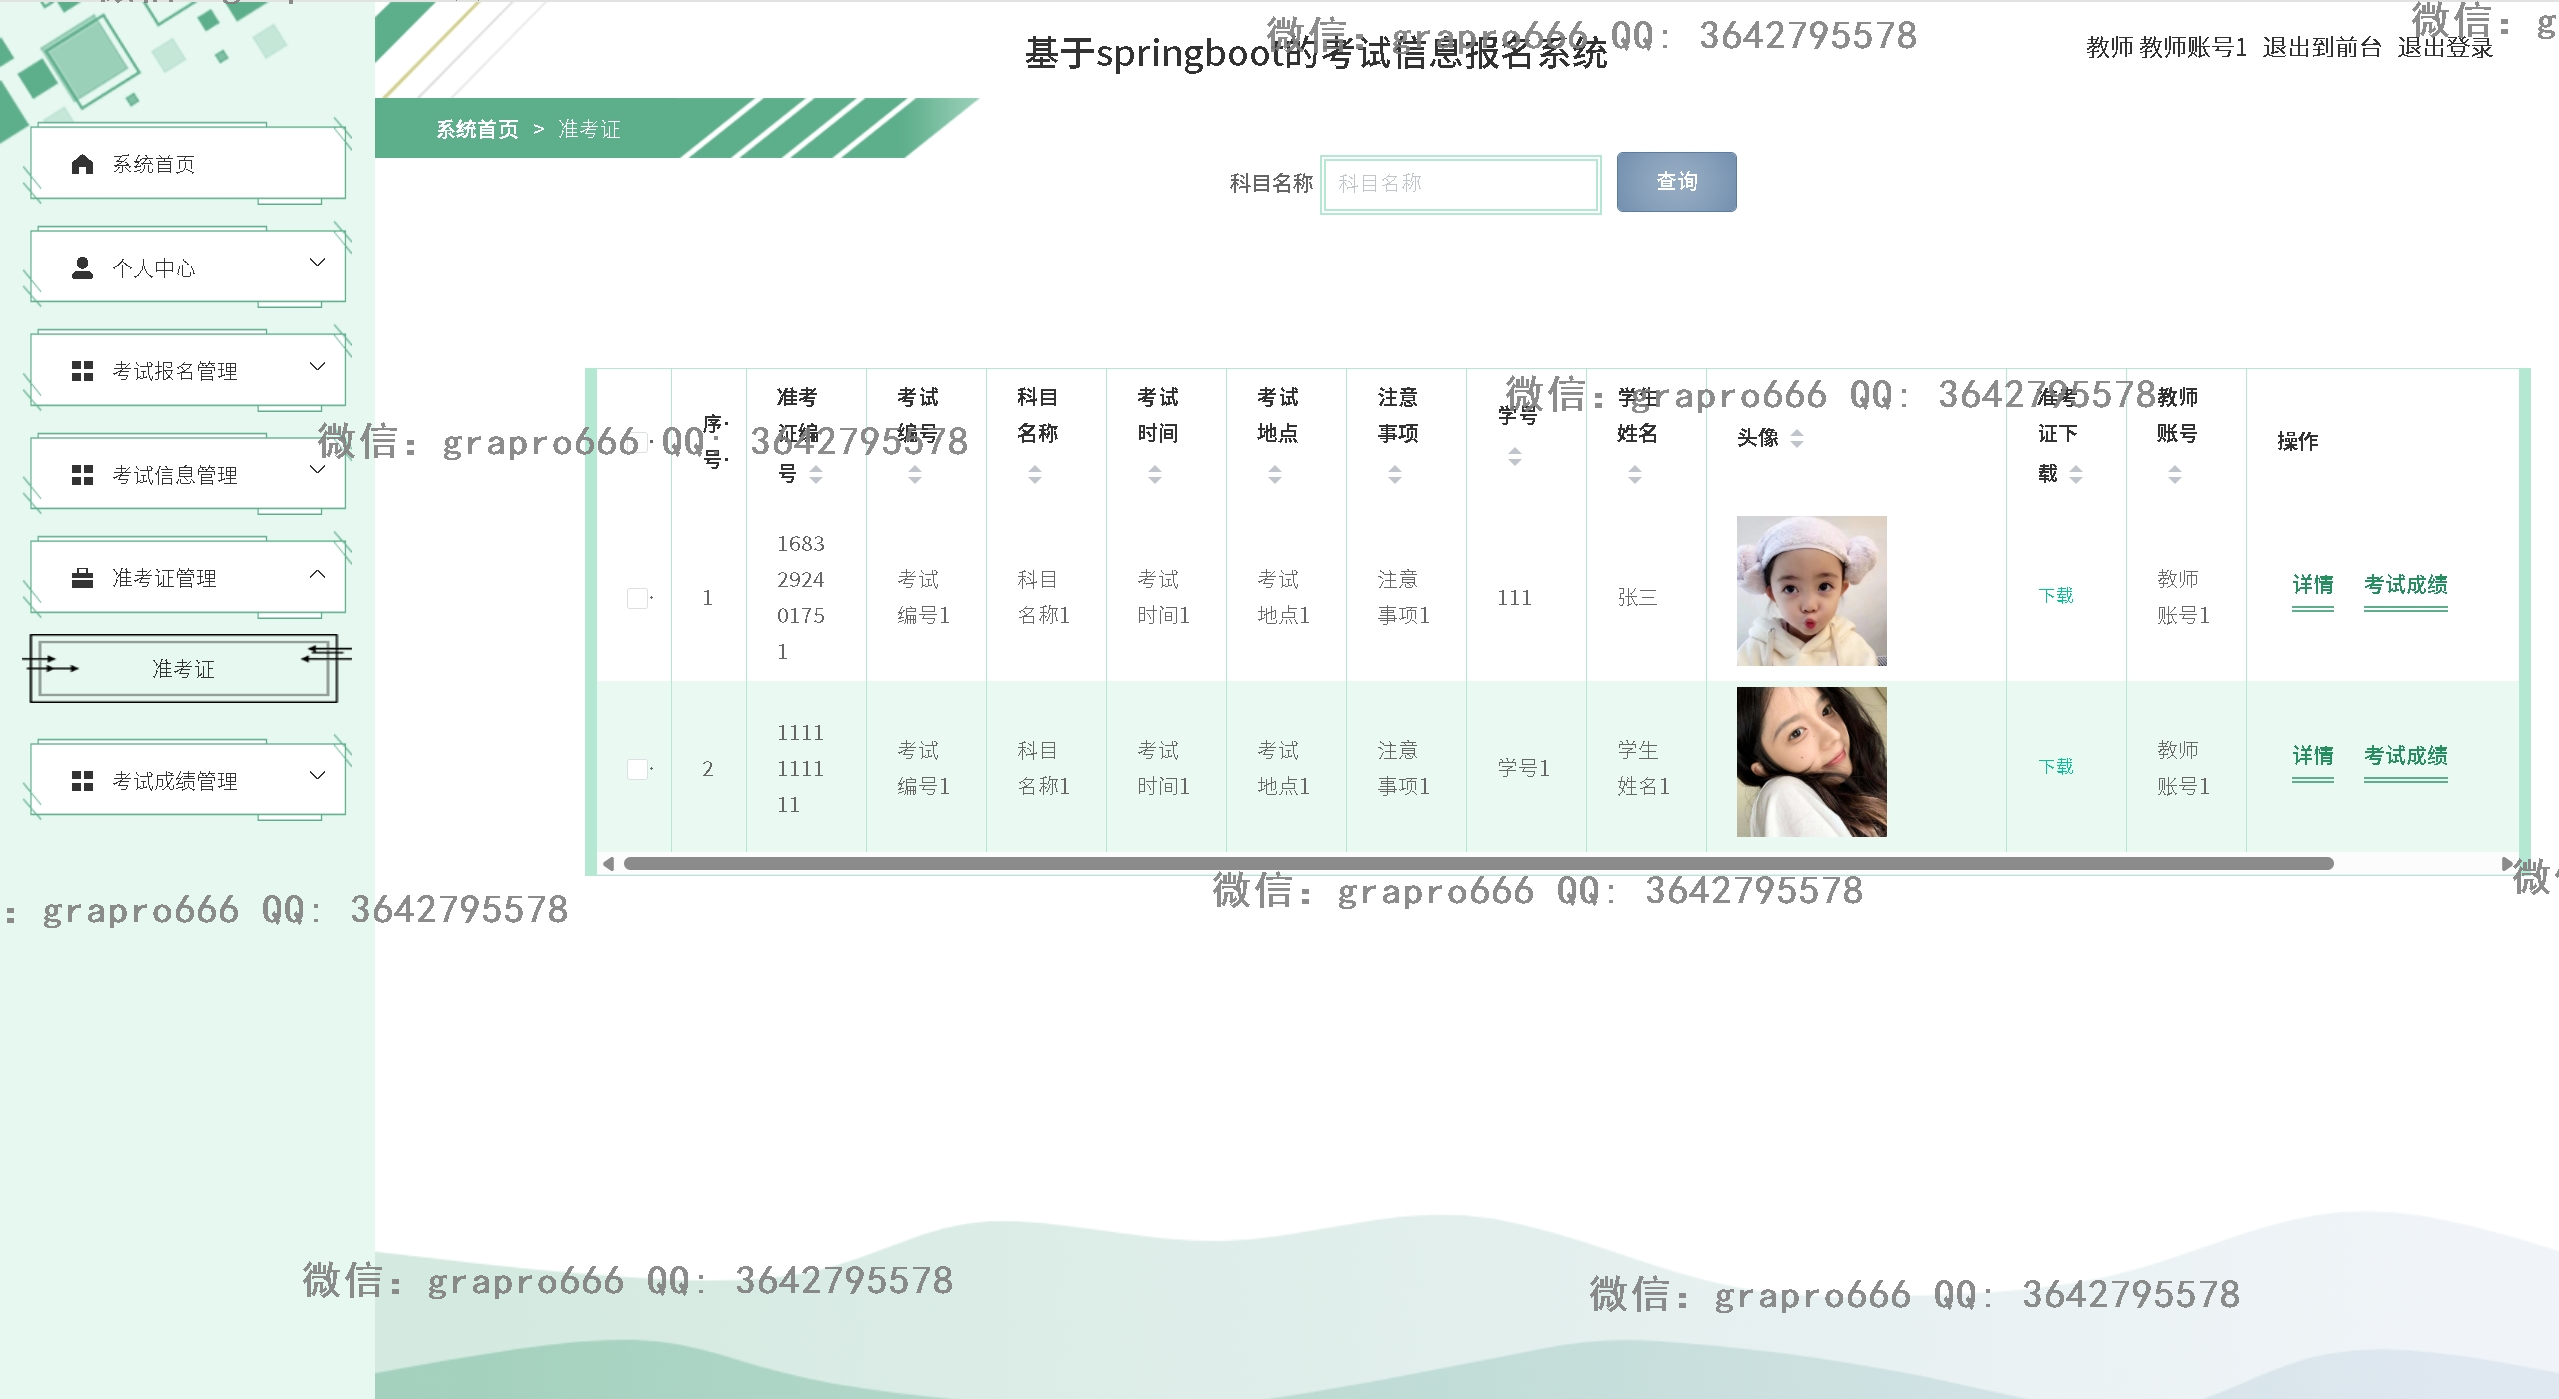 微信: grapro666 QQ: 3642795578
基于springboot的考试信息报名系统
教师 教师账号1 退出到前台 退出登录
系统首页 > 准考证
科目名称 科目名称 查询
系统首页
个人中心
考试报名管理
考试信息管理
准考证管理
准考证
考试成绩管理
微信: grapro666 QQ: 3642795578
微信: grapro666 QQ: 3642795578
序号
准考证编号
考试编号
科目名称
考试时间
考试地点
注意事项
学号
学生姓名
头像
准考证下载
教师账号
操作
1
1683
2924
0175
1
考试
编号1
科目
名称1
考试
时间1
考试
地点1
注意
事项1
111
张三
下载
教师
账号1
详情 考试成绩
2
1111
1111
11
考试
编号1
科目
名称1
考试
时间1
考试
地点1
注意
事项1
学号1
学生
姓名1
下载
教师
账号1
详情 考试成绩
微信: grapro666 QQ: 3642795578
: grapro666 QQ: 3642795578
微信: grapro666 QQ: 3642795578
微信: grapro666 QQ: 3642795578